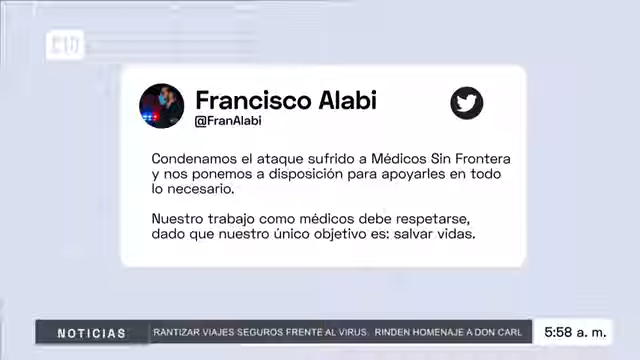 Francisco Alabi
@FranAlabi
Condenamos el ataque sufrido a Médicos Sin Frontera
y nos ponemos a disposición para apoyarles en todo
lo necesario.
Nuestro trabajo como médicos debe respetarse,
dado que nuestro único objetivo es: salvar vidas.
NOTICIAS
RANTIZAR VIAJES SEGUROS FRENTE AL VIRUS. RINDEN HOMENAJE A DON CARL
5:58 a. m.